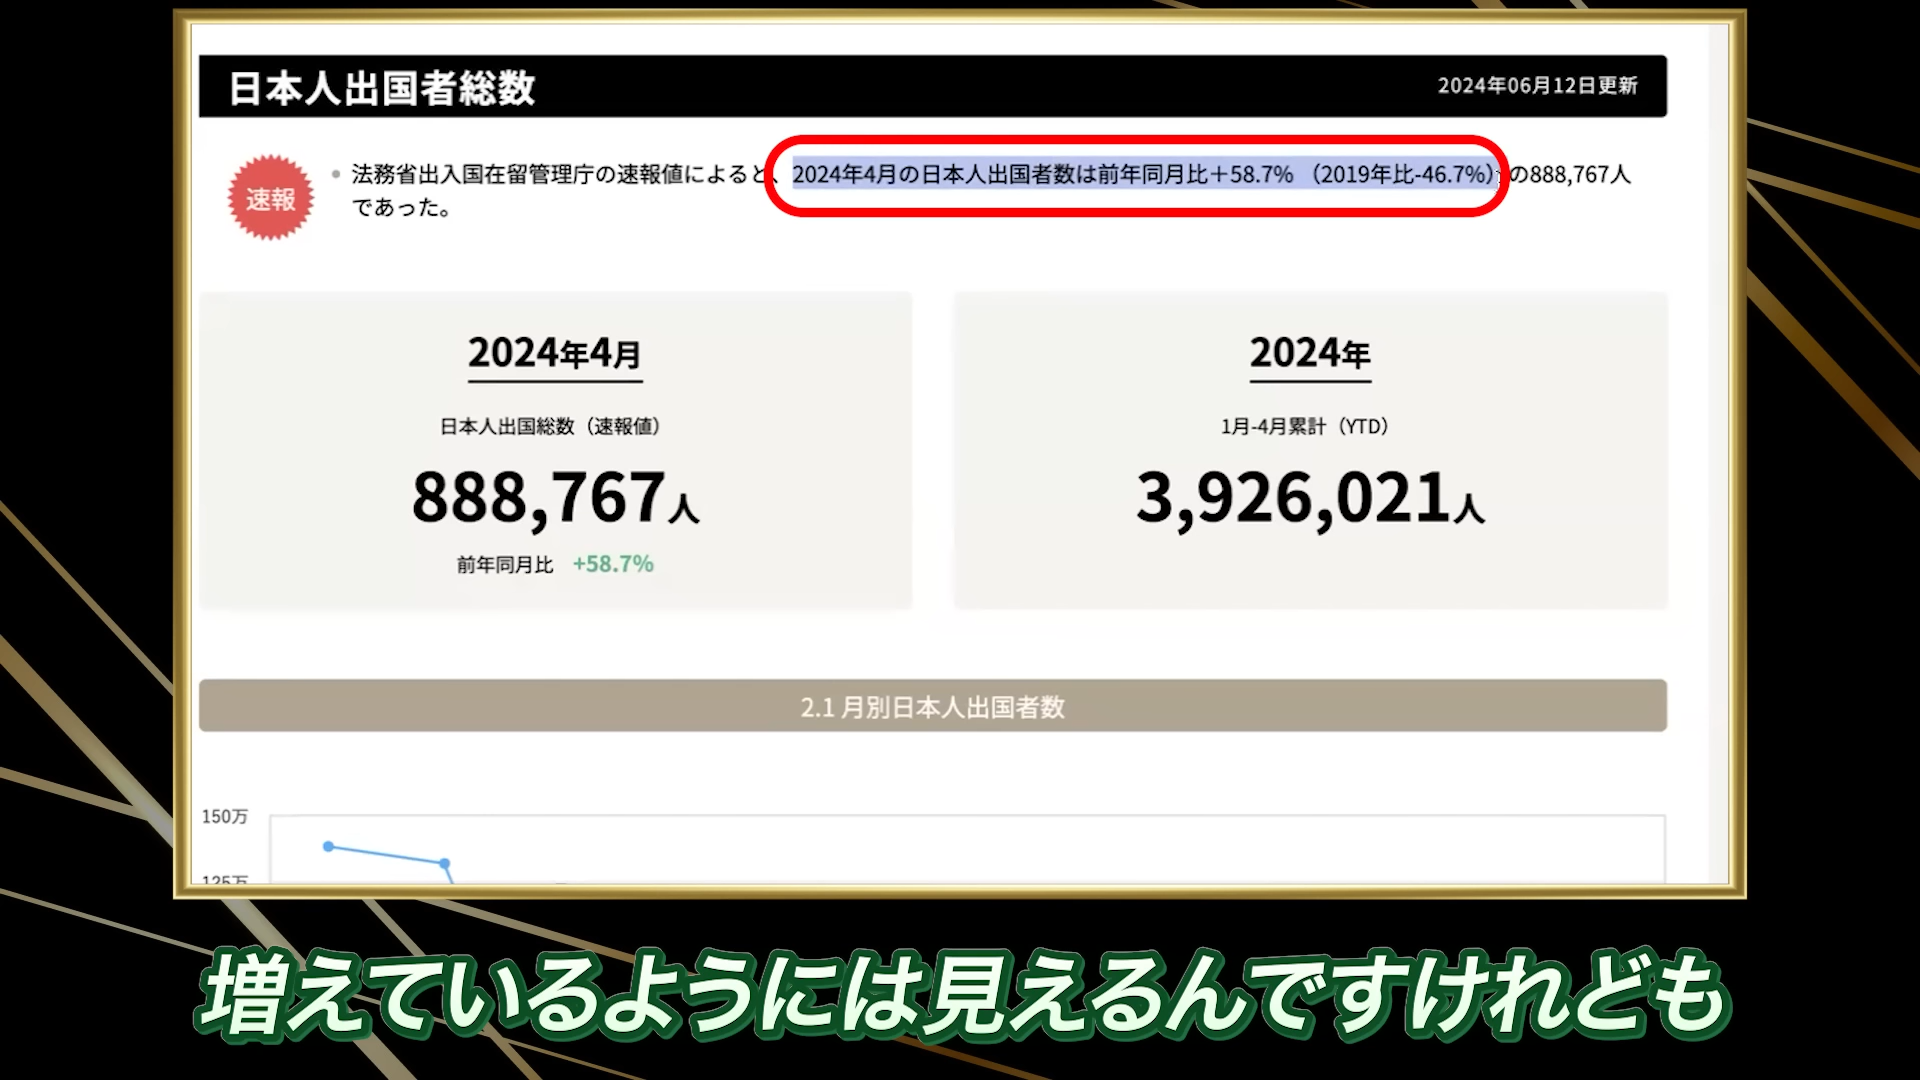 日本人出国者総数
2024年06月12日更新
速報
法務省出入国在留管理庁の速報値によると、2024年4月の日本人出国者数は前年同月比+58.7% （2019年比-46.7%）の888,767人
であった。
2024年4月
日本人出国総数（速報値）
888,767人
前年同月比 +58.7%
2024年
1月-4月累計（YTD）
3,926,021人
2.1 月別日本人出国者数
150万
125万
増えているようには見えるんですけれども